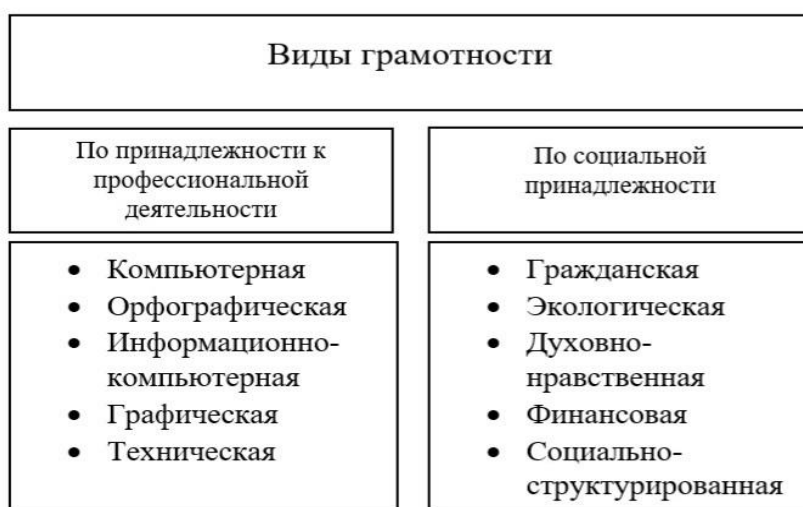 Виды грамотности
По принадлежности к
профессиональной
деятельности
По социальной
принадлежности
• Компьютерная
• Орфографическая
• Информационно-
компьютерная
• Графическая
• Техническая
• Гражданская
• Экологическая
• Духовно-
нравственная
• Финансовая
• Социально-
структурированная